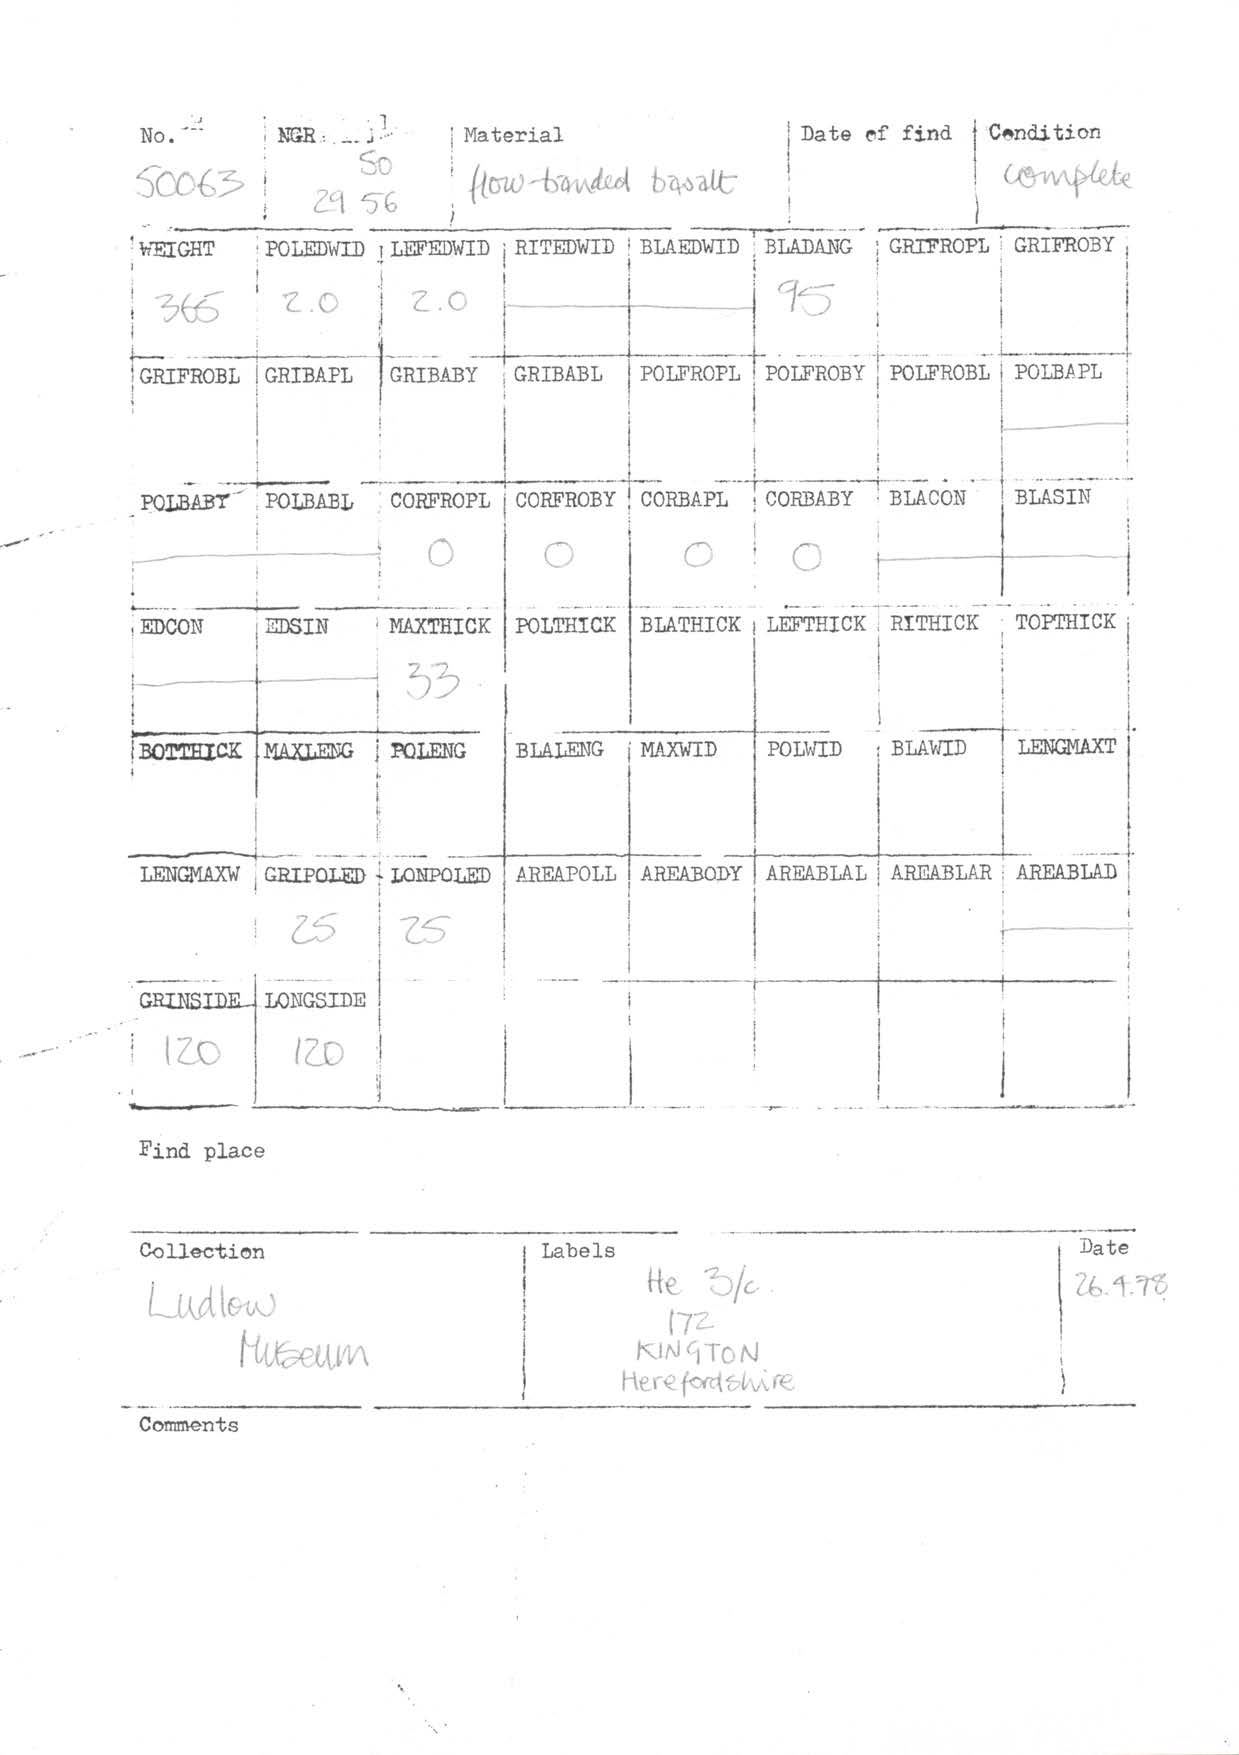 No. NGR Material Date of find Condition
SO063 SO flow-banded basalt complete
29 56
WEIGHT POLEDWID LEFEDWID RITEDWID BLAEDWID BLADANG GRIFROPL GRIFROBY
365 2.0 2.0 95
GRIFROBL GRIBAPL GRIBABY GRIBABL POLFROPL POLFROBY POLFROBL POLBAPL
POLBABY POLBABL CORFROPL CORFROBY CORBAPL CORBABY BLACON BLASIN
0 0 0 0
EDCON EDSIN MAXTHICK POLTHICK BLATHICK LEFTHICK RITHICK TOPTHICK
33
BOTTHICK MAXLENG POLENG BLALENG MAXWID POLWID BLAWID LENGMAXT
LENGMAXW GRIPOLED LONPOLED AREAPOLL AREABODY AREABLAL AREABLAR AREABLAD
25 25
GRINSIDE LONGSIDE
120 120
Find place
Collection Labels Date
Ludlow He 3/c. 26.4.78
Museum 172
KINGTON
Herefordshire
Comments